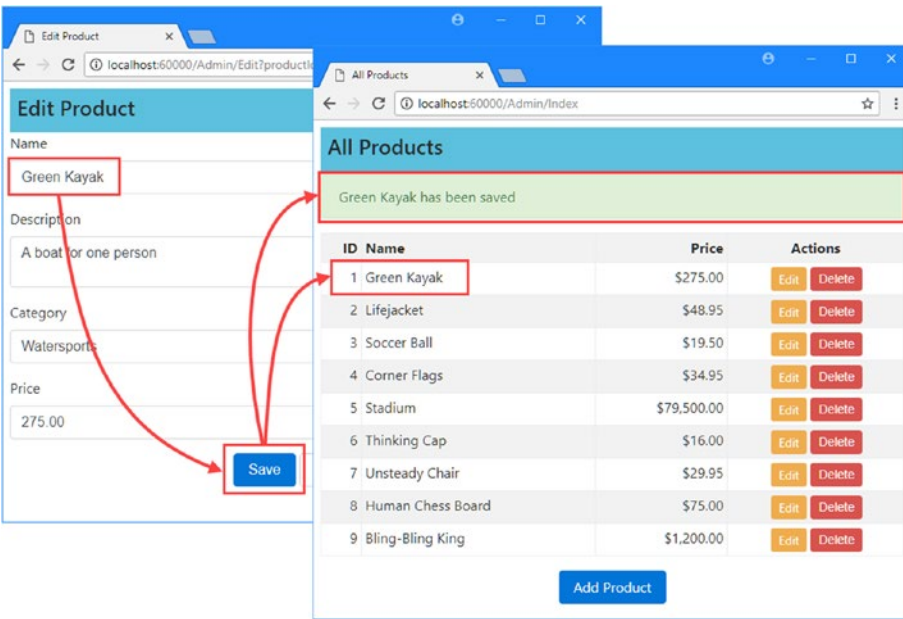 Edit Product
localhost:60000/Admin/Edit?product
Edit Product
Name
Green Kayak
Description
A boat for one person
Category
Watersports
Price
275.00
Save
All Products
localhost:60000/Admin/Index
All Products
Green Kayak has been saved
ID Name Price Actions
1 Green Kayak $275.00 Edit Delete
2 Lifejacket $48.95 Edit Delete
3 Soccer Ball $19.50 Edit Delete
4 Corner Flags $34.95 Edit Delete
5 Stadium $79,500.00 Edit Delete
6 Thinking Cap $16.00 Edit Delete
7 Unsteady Chair $29.95 Edit Delete
8 Human Chess Board $75.00 Edit Delete
9 Bling-Bling King $1,200.00 Edit Delete
Add Product